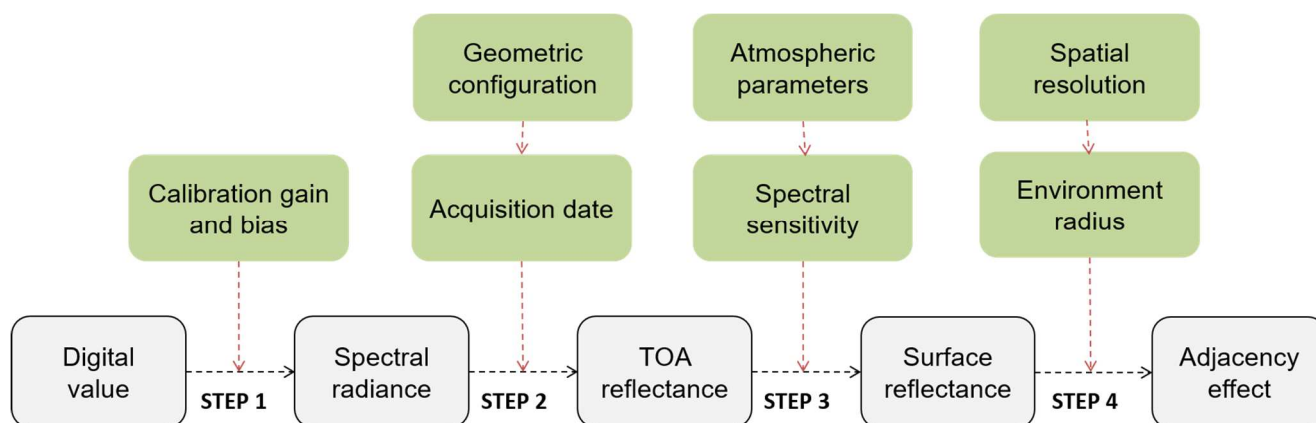 Geometric
configuration
Atmospheric
parameters
Spatial
resolution
Calibration gain
and bias
Acquisition date
Spectral
sensitivity
Environment
radius
Digital
value
STEP 1
Spectral
radiance
STEP 2
TOA
reflectance
STEP 3
Surface
reflectance
STEP 4
Adjacency
effect